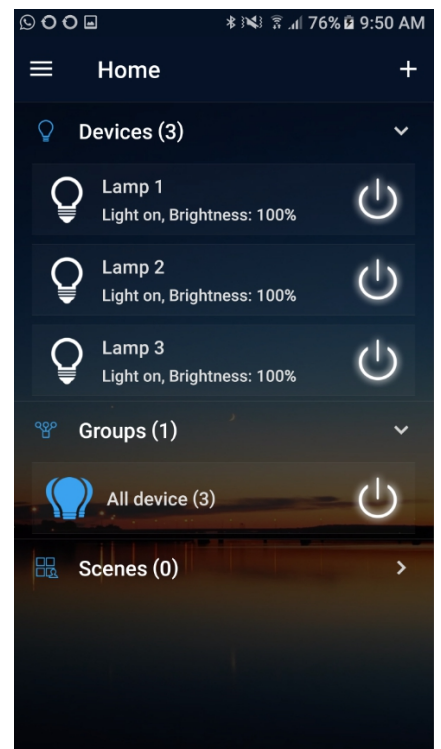 76% 9:50 AM
Home
Devices (3)
Lamp 1
Light on, Brightness: 100%
Lamp 2
Light on, Brightness: 100%
Lamp 3
Light on, Brightness: 100%
Groups (1)
All device (3)
Scenes (0)